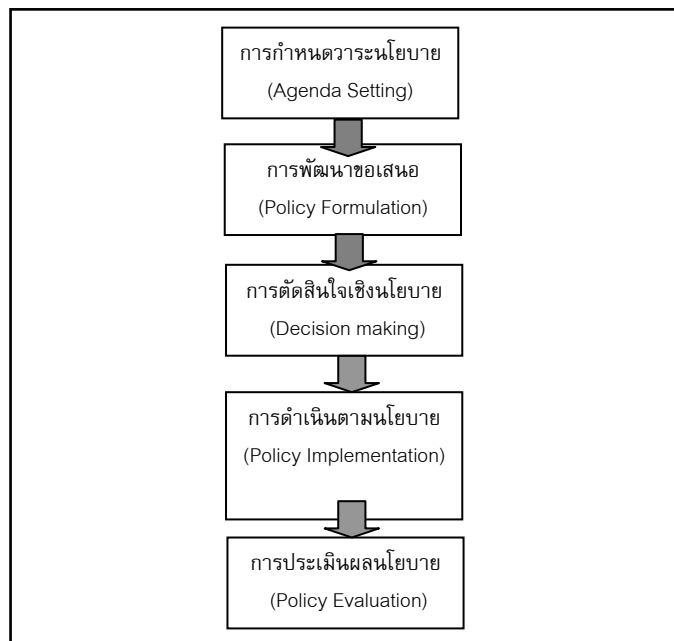 การกำหนดวาระนโยบาย
(Agenda Setting)
การพัฒนาขอเสนอ
(Policy Formulation)
การตัดสินใจเชิงนโยบาย
(Decision making)
การดำเนินตามนโยบาย
(Policy Implementation)
การประเมินผลนโยบาย
(Policy Evaluation)